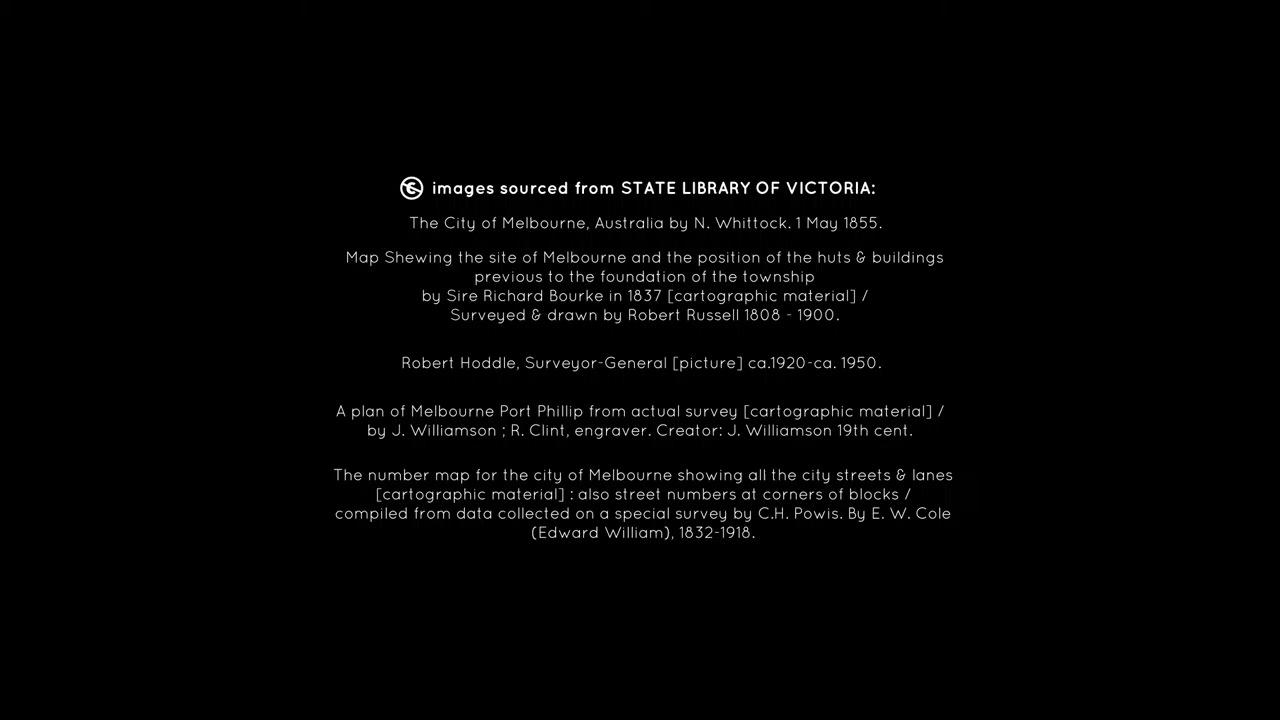 images sourced from STATE LIBRARY OF VICTORIA:
The City of Melbourne, Australia by N. Whittock. 1 May 1855.
Map Shewing the site of Melbourne and the position of the huts & buildings
previous to the foundation of the township
by Sire Richard Bourke in 1837 [cartographic material] /
Surveyed & drawn by Robert Russell 1808 - 1900.
Robert Hoddle, Surveyor-General [picture] ca.1920-ca. 1950.
A plan of Melbourne Port Phillip from actual survey [cartographic material] /
by J. Williamson ; R. Clint, engraver. Creator: J. Williamson 19th cent.
The number map for the city of Melbourne showing all the city streets & lanes
[cartographic material] : also street numbers at corners of blocks /
compiled from data collected on a special survey by C.H. Powis. By E. W. Cole
(Edward William), 1832-1918.